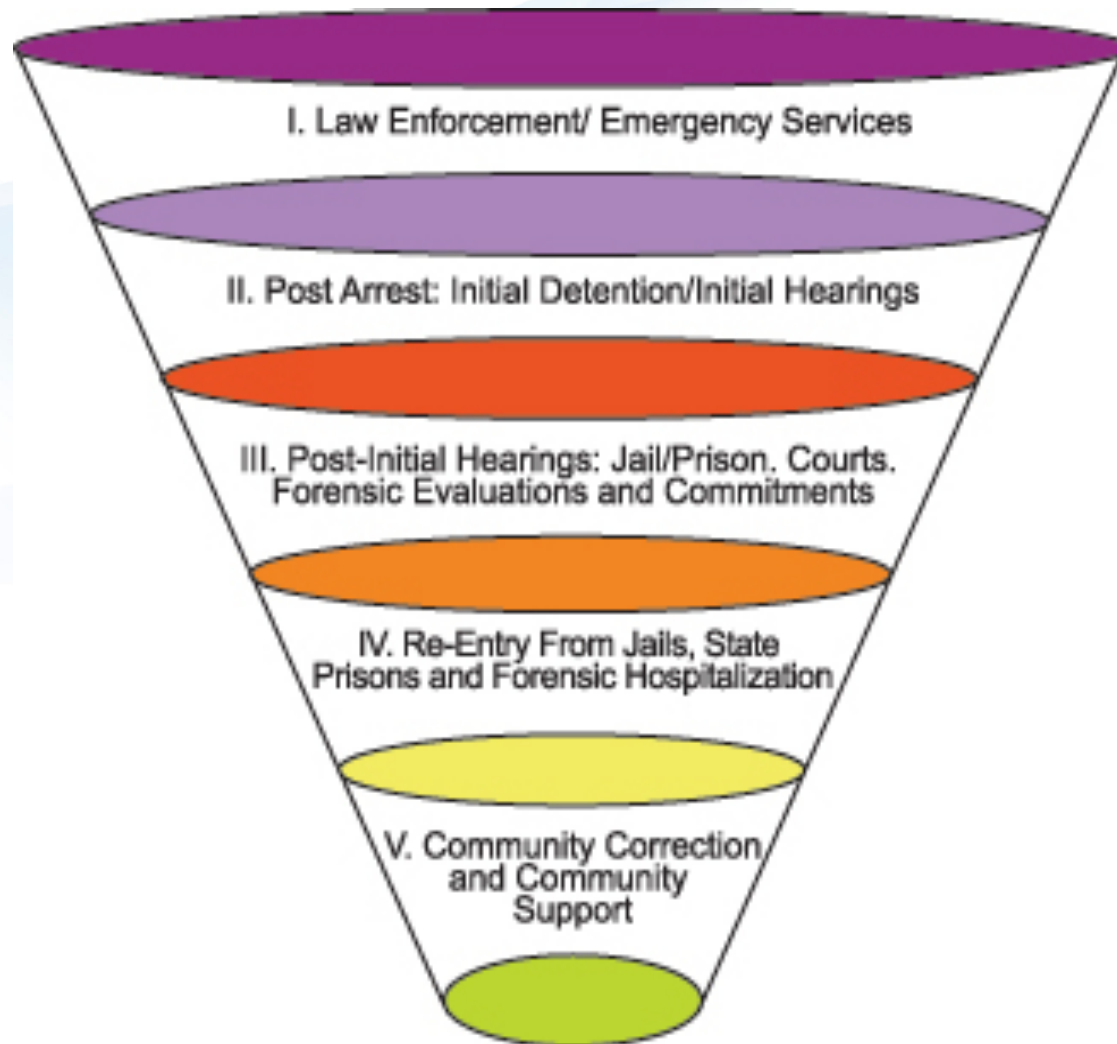 I. Law Enforcement/ Emergency Services
II. Post Arrest: Initial Detention/Initial Hearings
III. Post-Initial Hearings: Jail/Prison. Courts.
Forensic Evaluations and Commitments
IV. Re-Entry From Jails, State
Prisons and Forensic Hospitalization
V. Community Correction
and Community
Support